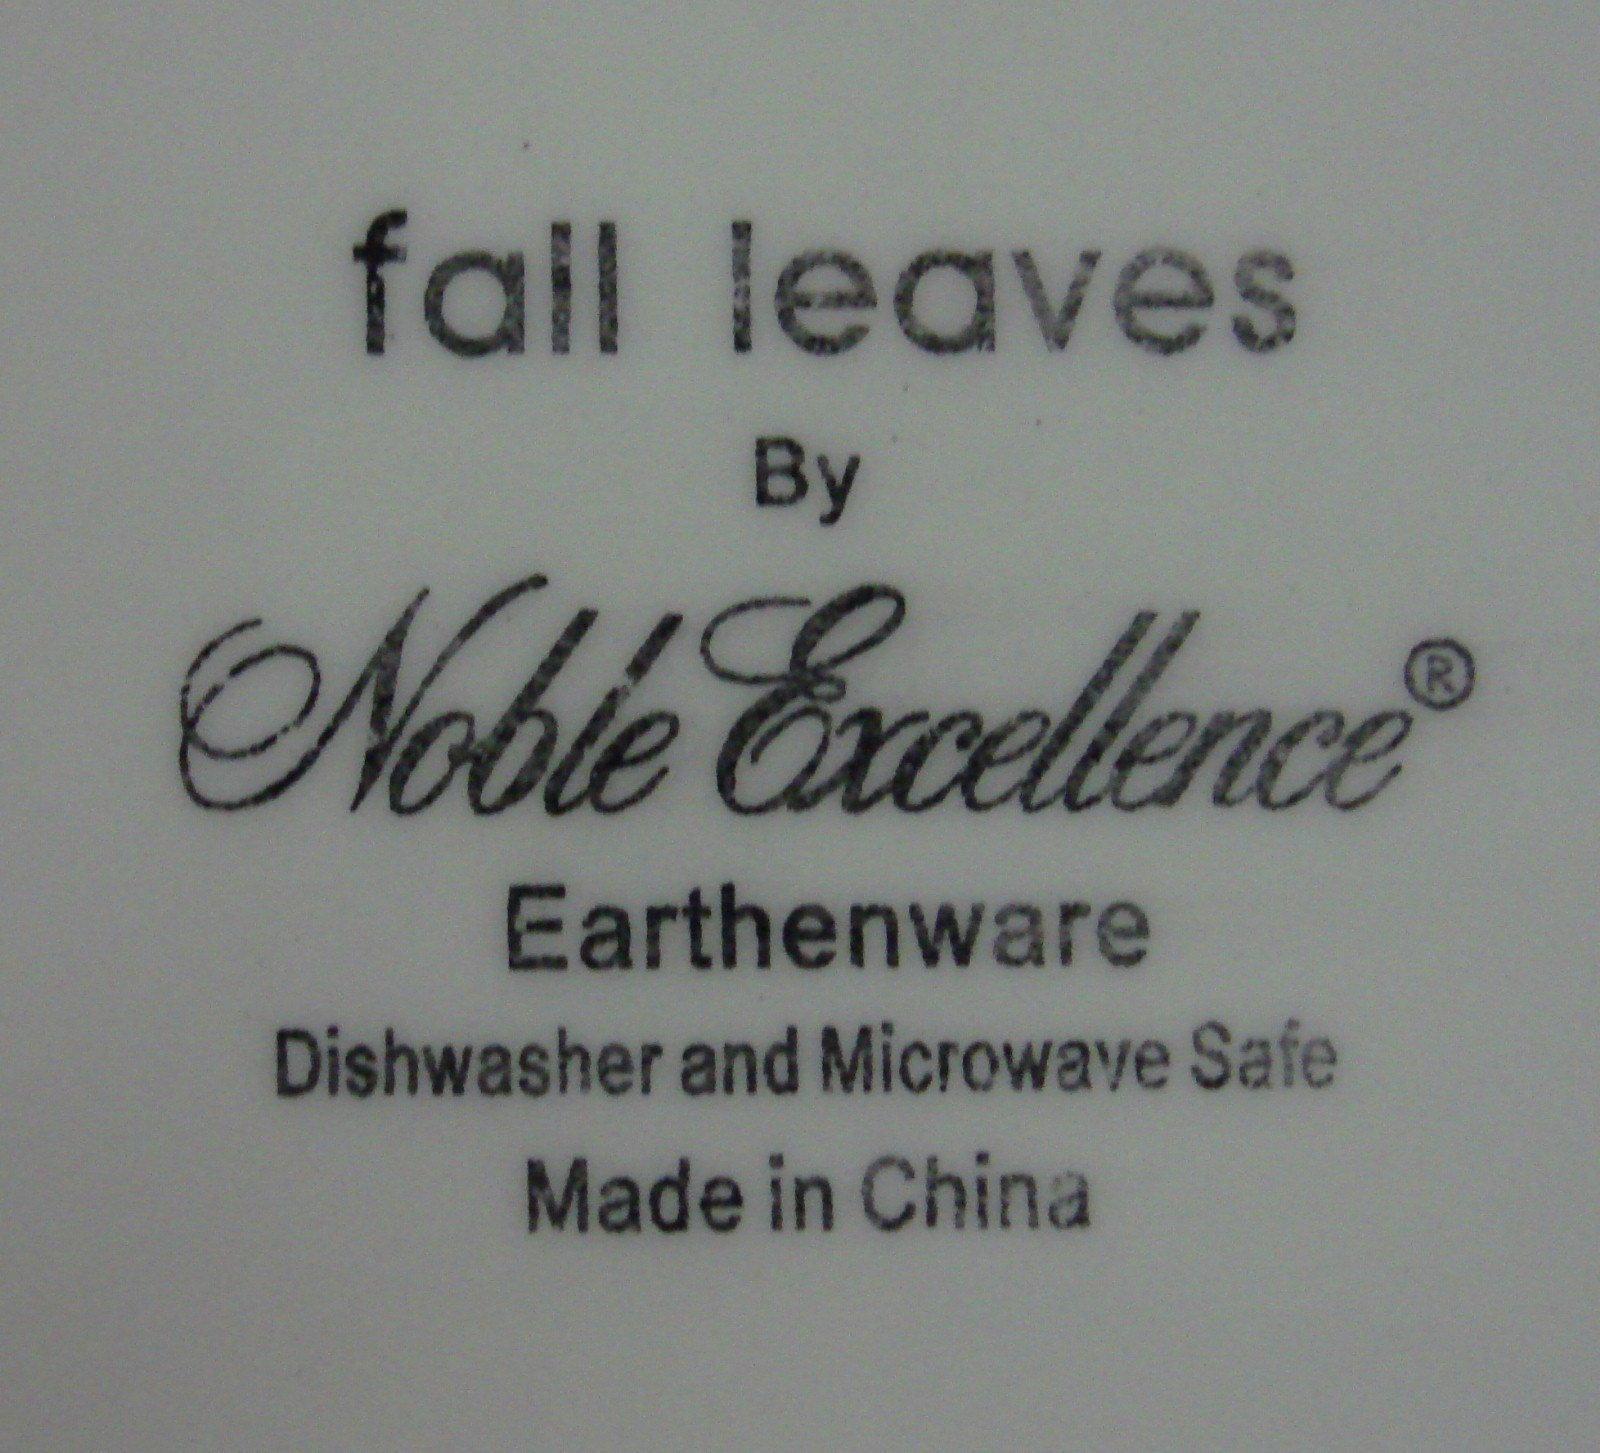 fall leaves
By
Noble Excellence®
Earthenware
Dishwasher and Microwave Safe
Made in China